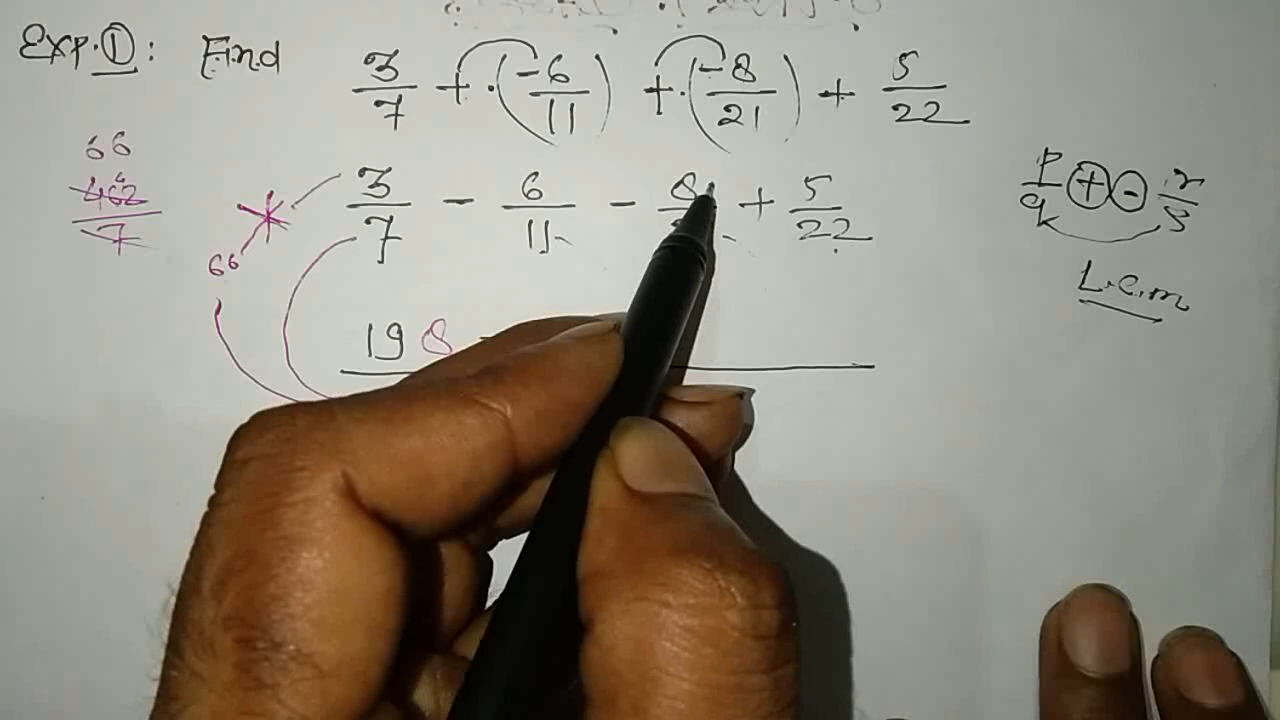 Exp.①: Find 3/7 + (-6/11) + (-8/21) + 5/22
66
462/7
3/7 - 6/11 - 8 + 5/22
p/q + - r/s
66
L.C.M
198